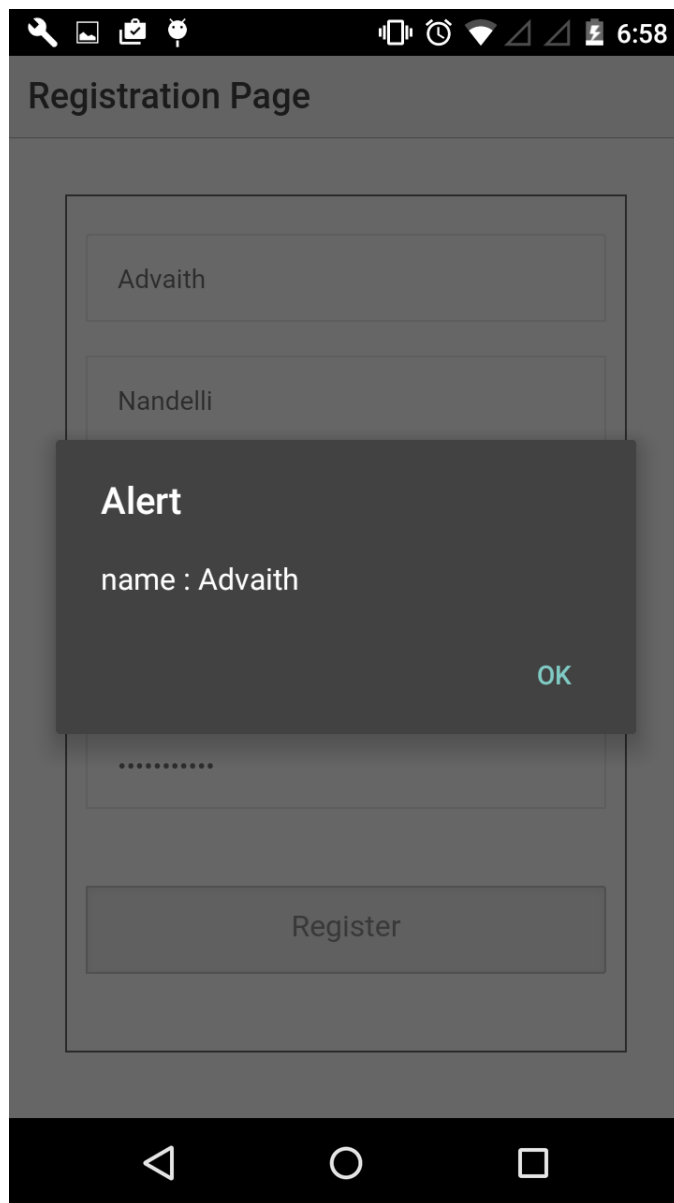 6:58
Registration Page
Advaith
Nandelli
Alert
name : Advaith
OK
•••••••••••
Register